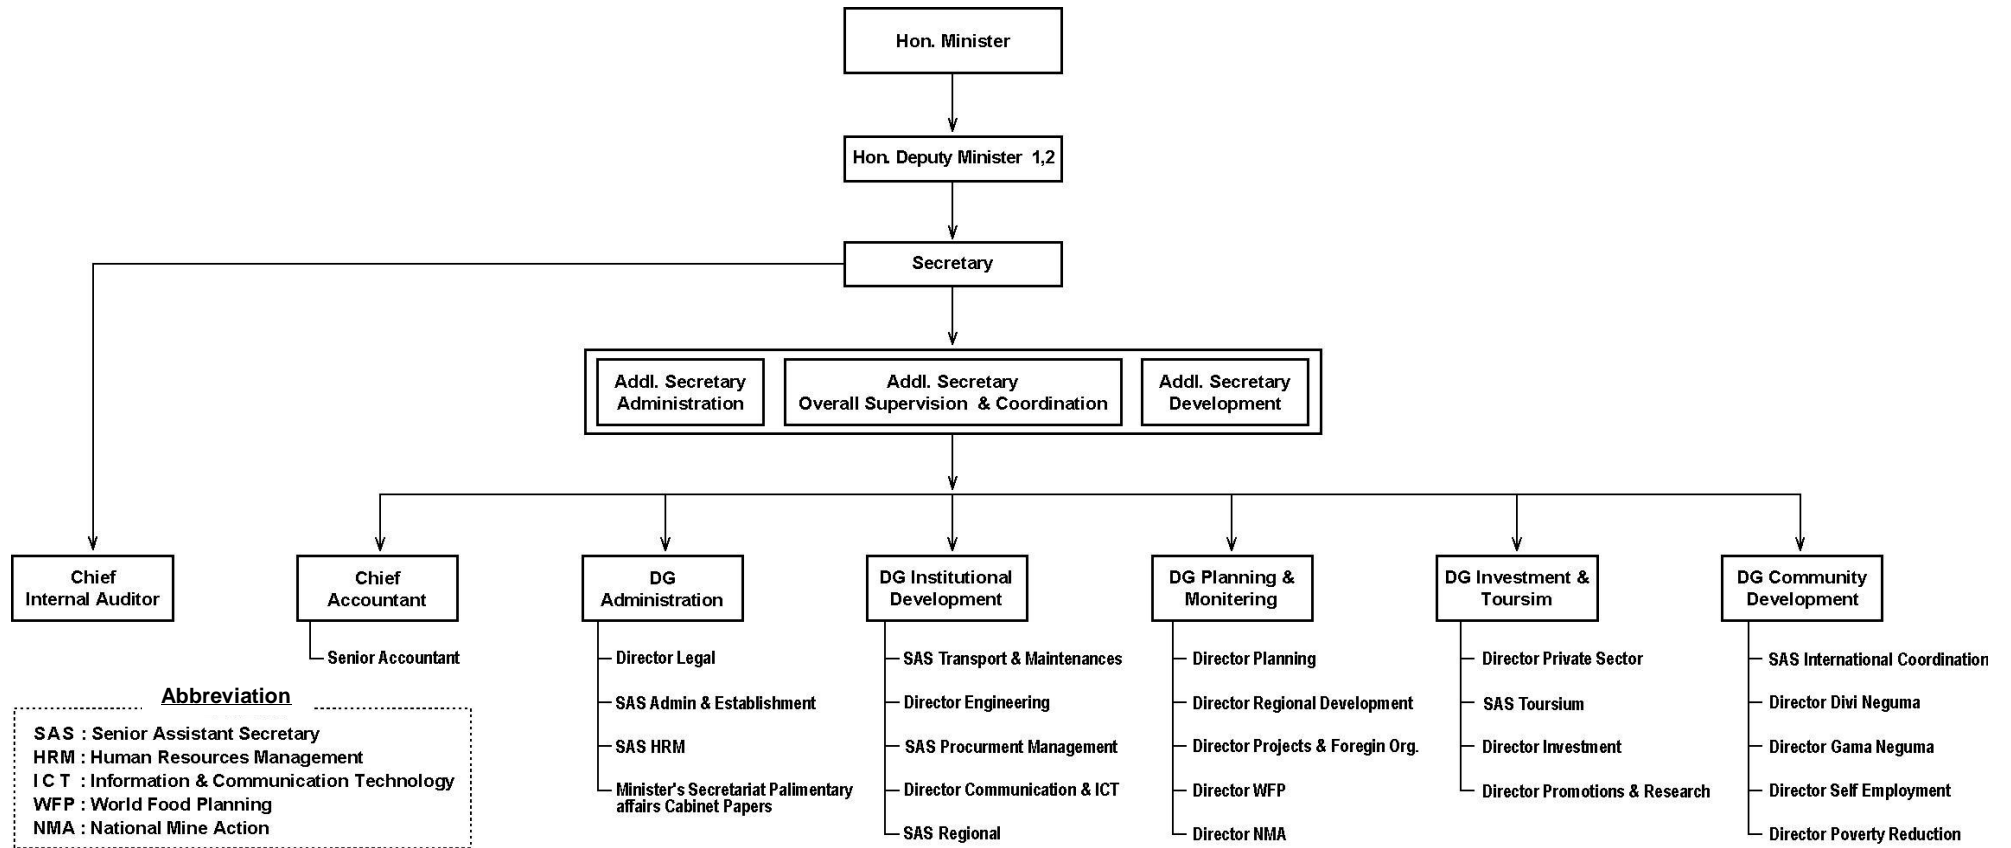 Hon. Minister
Hon. Deputy Minister 1,2
Secretary
Addl. Secretary
Administration
Addl. Secretary
Overall Supervision & Coordination
Addl. Secretary
Development
Chief
Internal Auditor
Chief
Accountant
Senior Accountant
DG
Administration
Director Legal
SAS Admin & Establishment
SAS HRM
Minister's Secretariat Palimentary
affairs Cabinet Papers
DG Institutional
Development
SAS Transport & Maintenances
Director Engineering
SAS Procurment Management
Director Communication & ICT
SAS Regional
DG Planning &
Monitering
Director Planning
Director Regional Development
Director Projects & Foregin Org.
Director WFP
Director NMA
DG Investment &
Toursim
Director Private Sector
SAS Toursium
Director Investment
Director Promotions & Research
DG Community
Development
SAS International Coordination
Director Divi Neguma
Director Gama Neguma
Director Self Employment
Director Poverty Reduction
Abbreviation
SAS : Senior Assistant Secretary
HRM : Human Resources Management
I C T : Information & Communication Technology
WFP : World Food Planning
NMA : National Mine Action